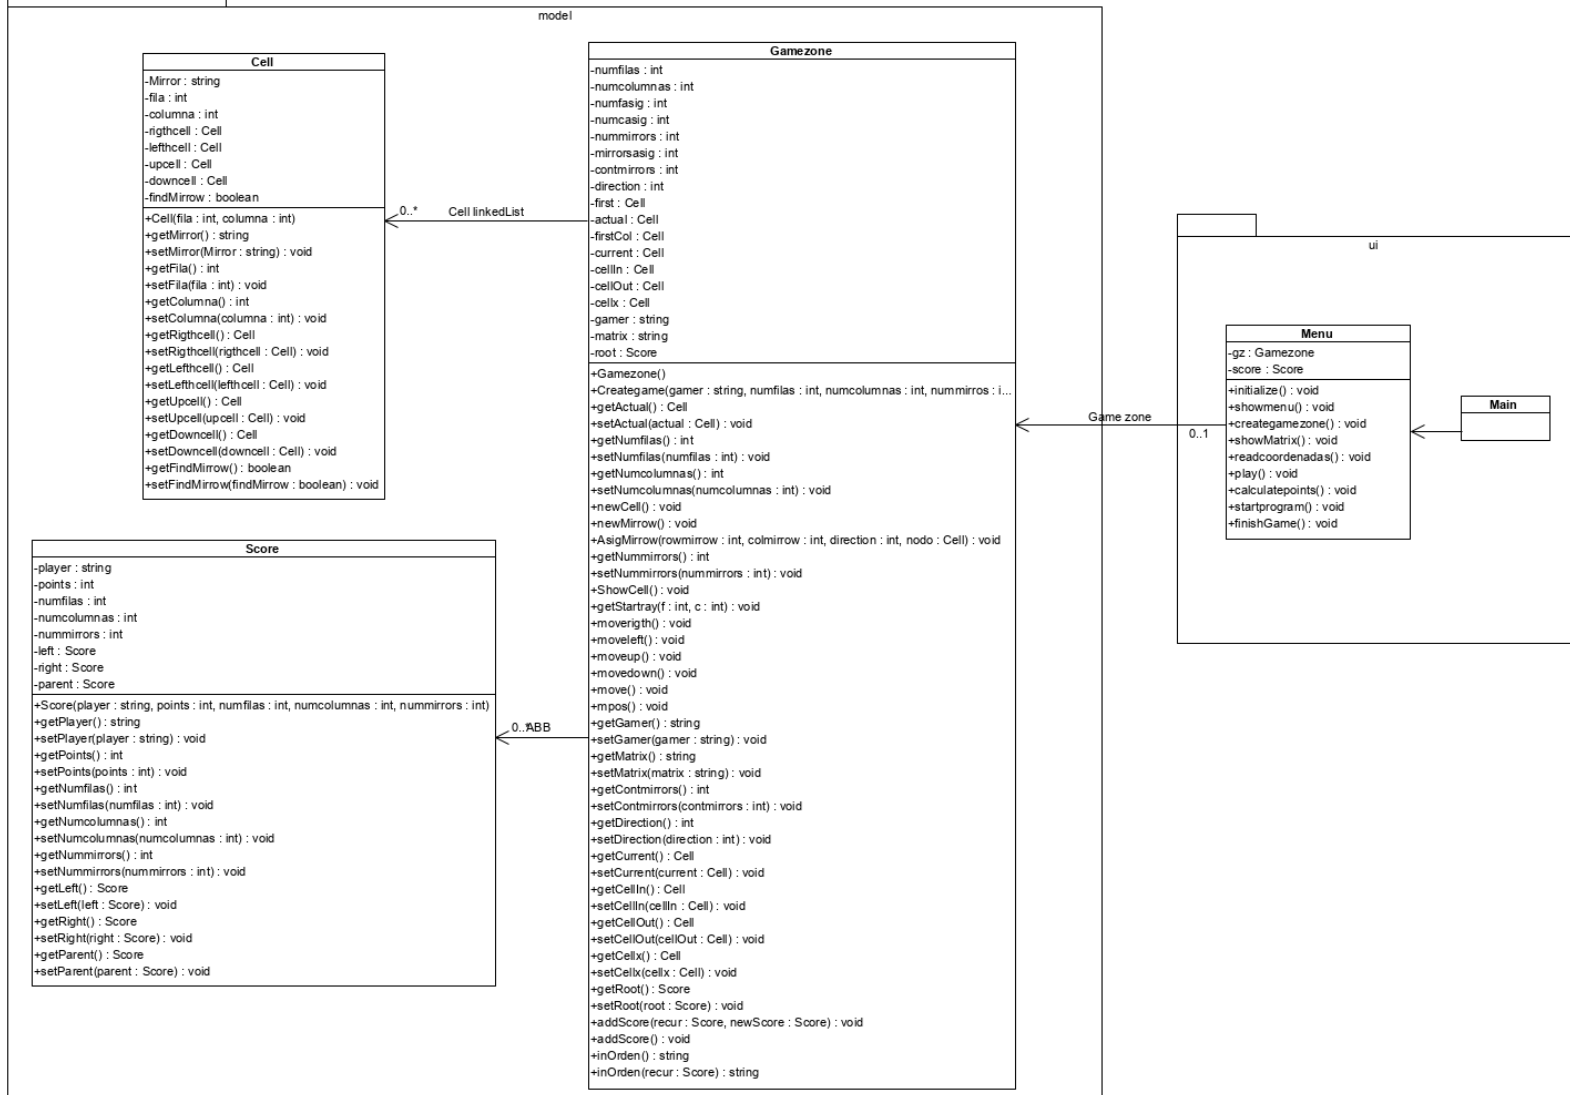 model
Cell
-Mirror : string
-fila : int
-columna : int
-rigthcell : Cell
-lefthcell : Cell
-upcell : Cell
-downcell : Cell
-findMirrow : boolean
+Cell(fila : int, columna : int)
+getMirror() : string
+setMirror(Mirror : string) : void
+getFila() : int
+setFila(fila : int) : void
+getColumna() : int
+setColumna(columna : int) : void
+getRigthcell() : Cell
+setRigthcell(rigthcell : Cell) : void
+getLefthcell() : Cell
+setLefthcell(lefthcell : Cell) : void
+getUpcell() : Cell
+setUpcell(upcell : Cell) : void
+getDowncell() : Cell
+setDowncell(downcell : Cell) : void
+getFindMirrow() : boolean
+setFindMirrow(findMirrow : boolean) : void
0..*
Cell linkedList
Score
-player : string
-points : int
-numfilas : int
-numcolumnas : int
-nummirrors : int
-left : Score
-right : Score
-parent : Score
+Score(player : string, points : int, numfilas : int, numcolumnas : int, nummirrors : int)
+getPlayer() : string
+setPlayer(player : string) : void
+getPoints() : int
+setPoints(points : int) : void
+getNumfilas() : int
+setNumfilas(numfilas : int) : void
+getNumcolumnas() : int
+setNumcolumnas(numcolumnas : int) : void
+getNummirrors() : int
+setNummirrors(nummirrors : int) : void
+getLeft() : Score
+setLeft(left : Score) : void
+getRight() : Score
+setRight(right : Score) : void
+getParent() : Score
+setParent(parent : Score) : void
0..*
ABB
Gamezone
-numfilas : int
-numcolumnas : int
-numfasig : int
-numcasig : int
-nummirrors : int
-mirrorsasig : int
-contmirrors : int
-direction : int
-first : Cell
-actual : Cell
-firstCol : Cell
-current : Cell
-cellIn : Cell
-cellOut : Cell
-cellx : Cell
-gamer : string
-matrix : string
-root : Score
+Gamezone()
+Creategame(gamer : string, numfilas : int, numcolumnas : int, nummirros : i...
+getActual() : Cell
+setActual(actual : Cell) : void
+getNumfilas() : int
+setNumfilas(numfilas : int) : void
+getNumcolumnas() : int
+setNumcolumnas(numcolumnas : int) : void
+newCell() : void
+newMirrow() : void
+AsigMirrow(rowmirrow : int, colmirrow : int, direction : int, nodo : Cell) : void
+getNummirrors() : int
+setNummirrors(nummirrors : int) : void
+ShowCell() : void
+getStartray(f : int, c : int) : void
+moverigth() : void
+moveleft() : void
+moveup() : void
+movedown() : void
+move() : void
+mpos() : void
+getGamer() : string
+setGamer(gamer : string) : void
+getMatrix() : string
+setMatrix(matrix : string) : void
+getContmirrors() : int
+setContmirrors(contmirrors : int) : void
+getDirection() : int
+setDirection(direction : int) : void
+getCurrent() : Cell
+setCurrent(current : Cell) : void
+getCellIn() : Cell
+setCellIn(cellIn : Cell) : void
+getCellOut() : Cell
+setCellOut(cellOut : Cell) : void
+getCellx() : Cell
+setCellx(cellx : Cell) : void
+getRoot() : Score
+setRoot(root : Score) : void
+addScore(recur : Score, newScore : Score) : void
+addScore() : void
+inOrden() : string
+inOrden(recur : Score) : string
Game zone
0..1
ui
Menu
-gz : Gamezone
-score : Score
+initialize() : void
+showmenu() : void
+creategamezone() : void
+showMatrix() : void
+readcoordenadas() : void
+play() : void
+calculatepoints() : void
+startprogram() : void
+finishGame() : void
Main